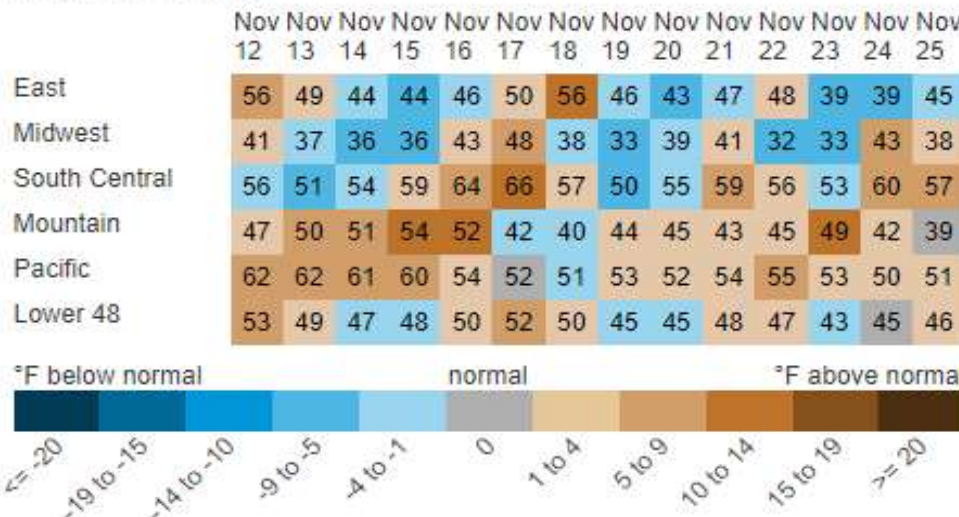 Nov Nov Nov Nov Nov Nov Nov Nov Nov Nov Nov Nov Nov Nov
12 13 14 15 16 17 18 19 20 21 22 23 24 25
East 56 49 44 44 46 50 56 46 43 47 48 39 39 45
Midwest 41 37 36 36 43 48 38 33 39 41 32 33 43 38
South Central 56 51 54 59 64 66 57 50 55 59 56 53 60 57
Mountain 47 50 51 54 52 42 40 44 45 43 45 49 42 39
Pacific 62 62 61 60 54 52 51 53 52 54 55 53 50 51
Lower 48 53 49 47 48 50 52 50 45 45 48 47 43 45 46
°F below normal normal °F above norma
<= -20 -19 to -15 -14 to -10 -9 to -5 -4 to -1 0 1 to 4 5 to 9 10 to 14 15 to 19 >= 20